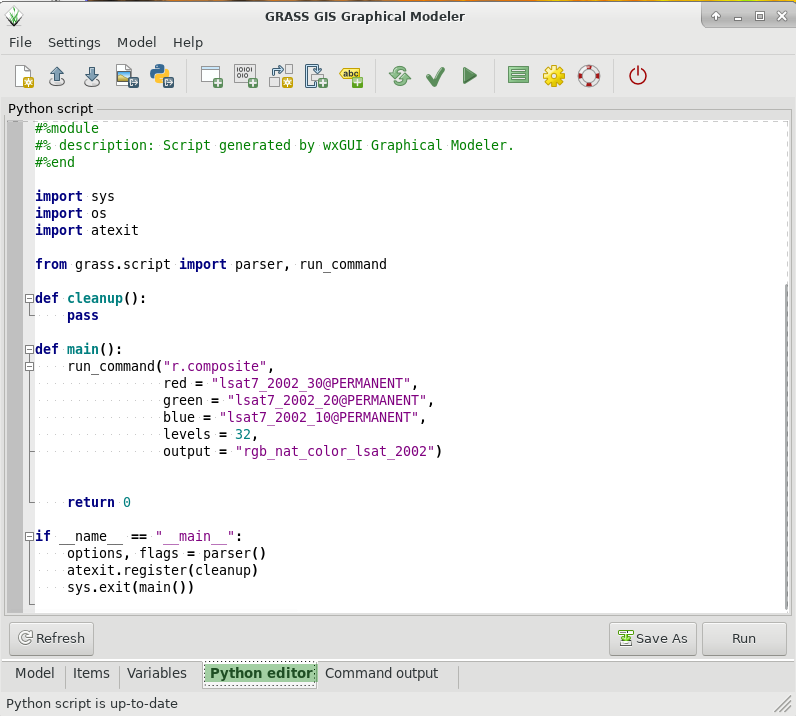 GRASS GIS Graphical Modeler
File Settings Model Help
Python script
#%module
#% description: Script generated by wxGUI Graphical Modeler.
#%end
import sys
import os
import atexit
from grass.script import parser, run_command
def cleanup():
    pass
def main():
    run_command("r.composite",
                red = "lsat7_2002_30@PERMANENT",
                green = "lsat7_2002_20@PERMANENT",
                blue = "lsat7_2002_10@PERMANENT",
                levels = 32,
                output = "rgb_nat_color_lsat_2002")
    return 0
if __name__ == "__main__":
    options, flags = parser()
    atexit.register(cleanup)
    sys.exit(main())
Refresh Save As Run
Model Items Variables Python editor Command output
Python script is up-to-date